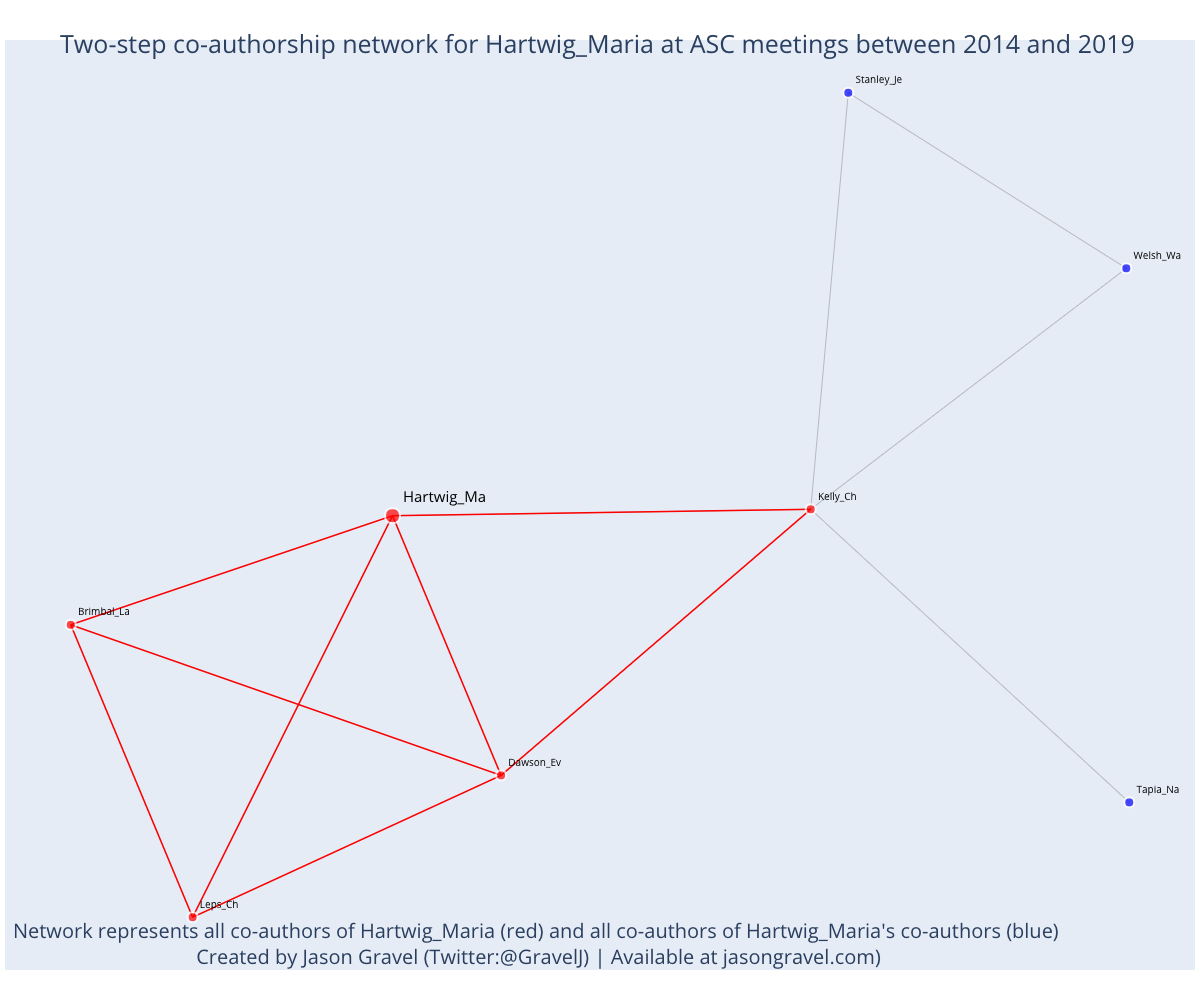 Two-step co-authorship network for Hartwig_Maria at ASC meetings between 2014 and 2019
Stanley_Je
Welsh_Wa
Kelly_Ch
Hartwig_Ma
Brimbal_La
Dawson_Ev
Tapia_Na
Leps_Ch
Network represents all co-authors of Hartwig_Maria (red) and all co-authors of Hartwig_Maria's co-authors (blue)
Created by Jason Gravel (Twitter:@GravelJ) | Available at jasongravel.com)